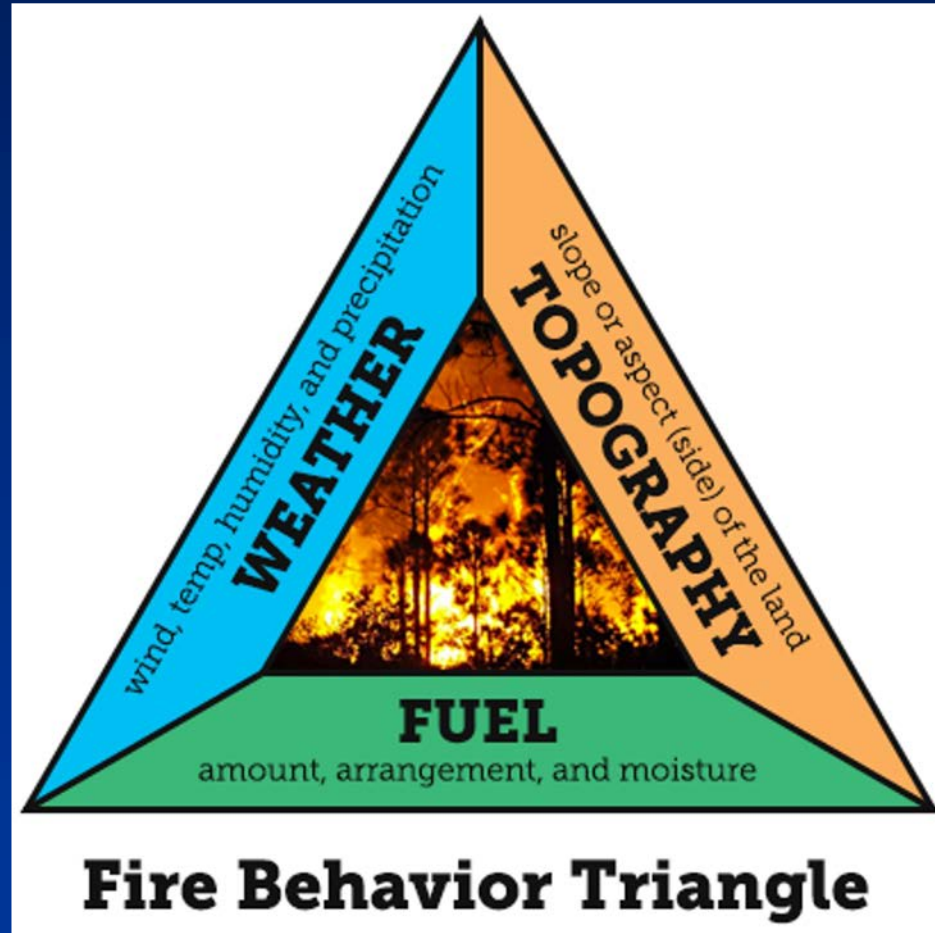 wind, temp, humidity, and precipitation
WEATHER
slope or aspect (side) of the land
TOPOGRAPHY
FUEL
amount, arrangement, and moisture
Fire Behavior Triangle